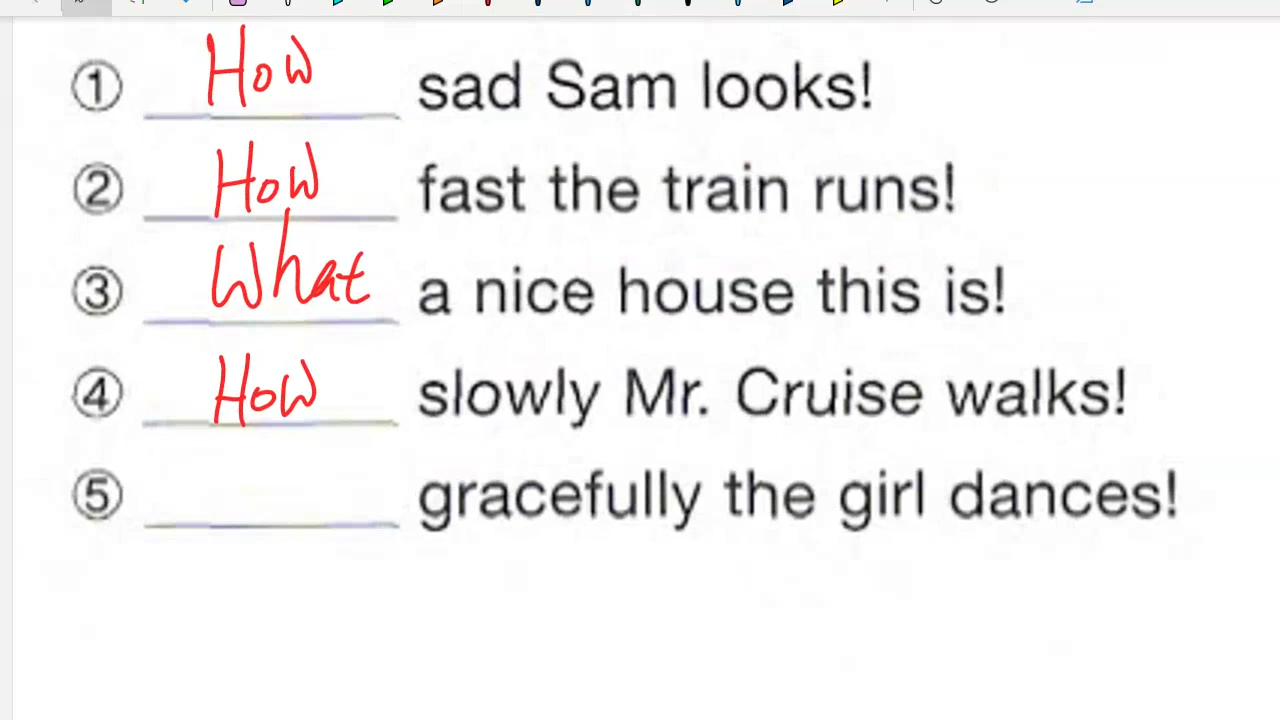 ① How sad Sam looks!
② How fast the train runs!
③ What a nice house this is!
④ How slowly Mr. Cruise walks!
⑤ gracefully the girl dances!